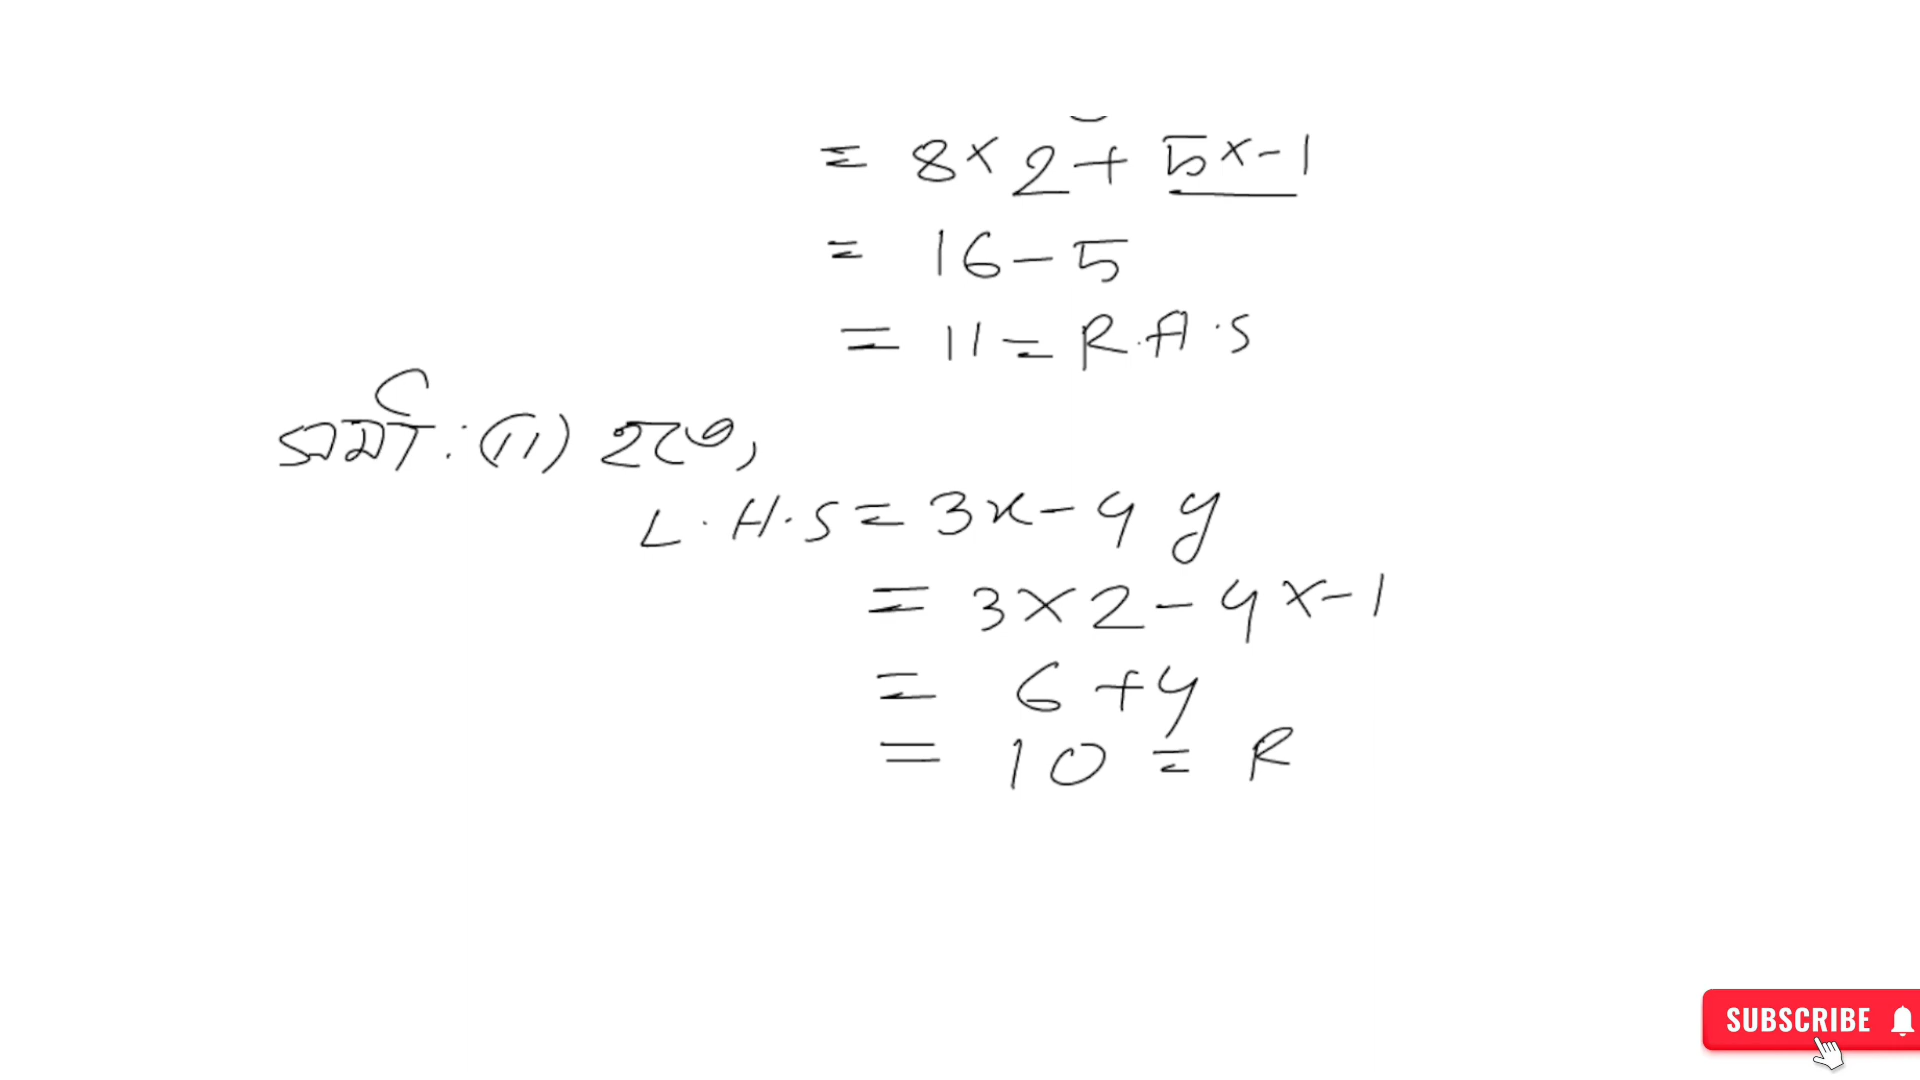 = 8 × 2 + 5 × - 1
= 16 - 5
= 11 = R.H.S
সমী: (ii) হতে,
L.H.S = 3x - 4y
= 3 × 2 - 4 × - 1
= 6 + 4
= 10 = R
SUBSCRIBE